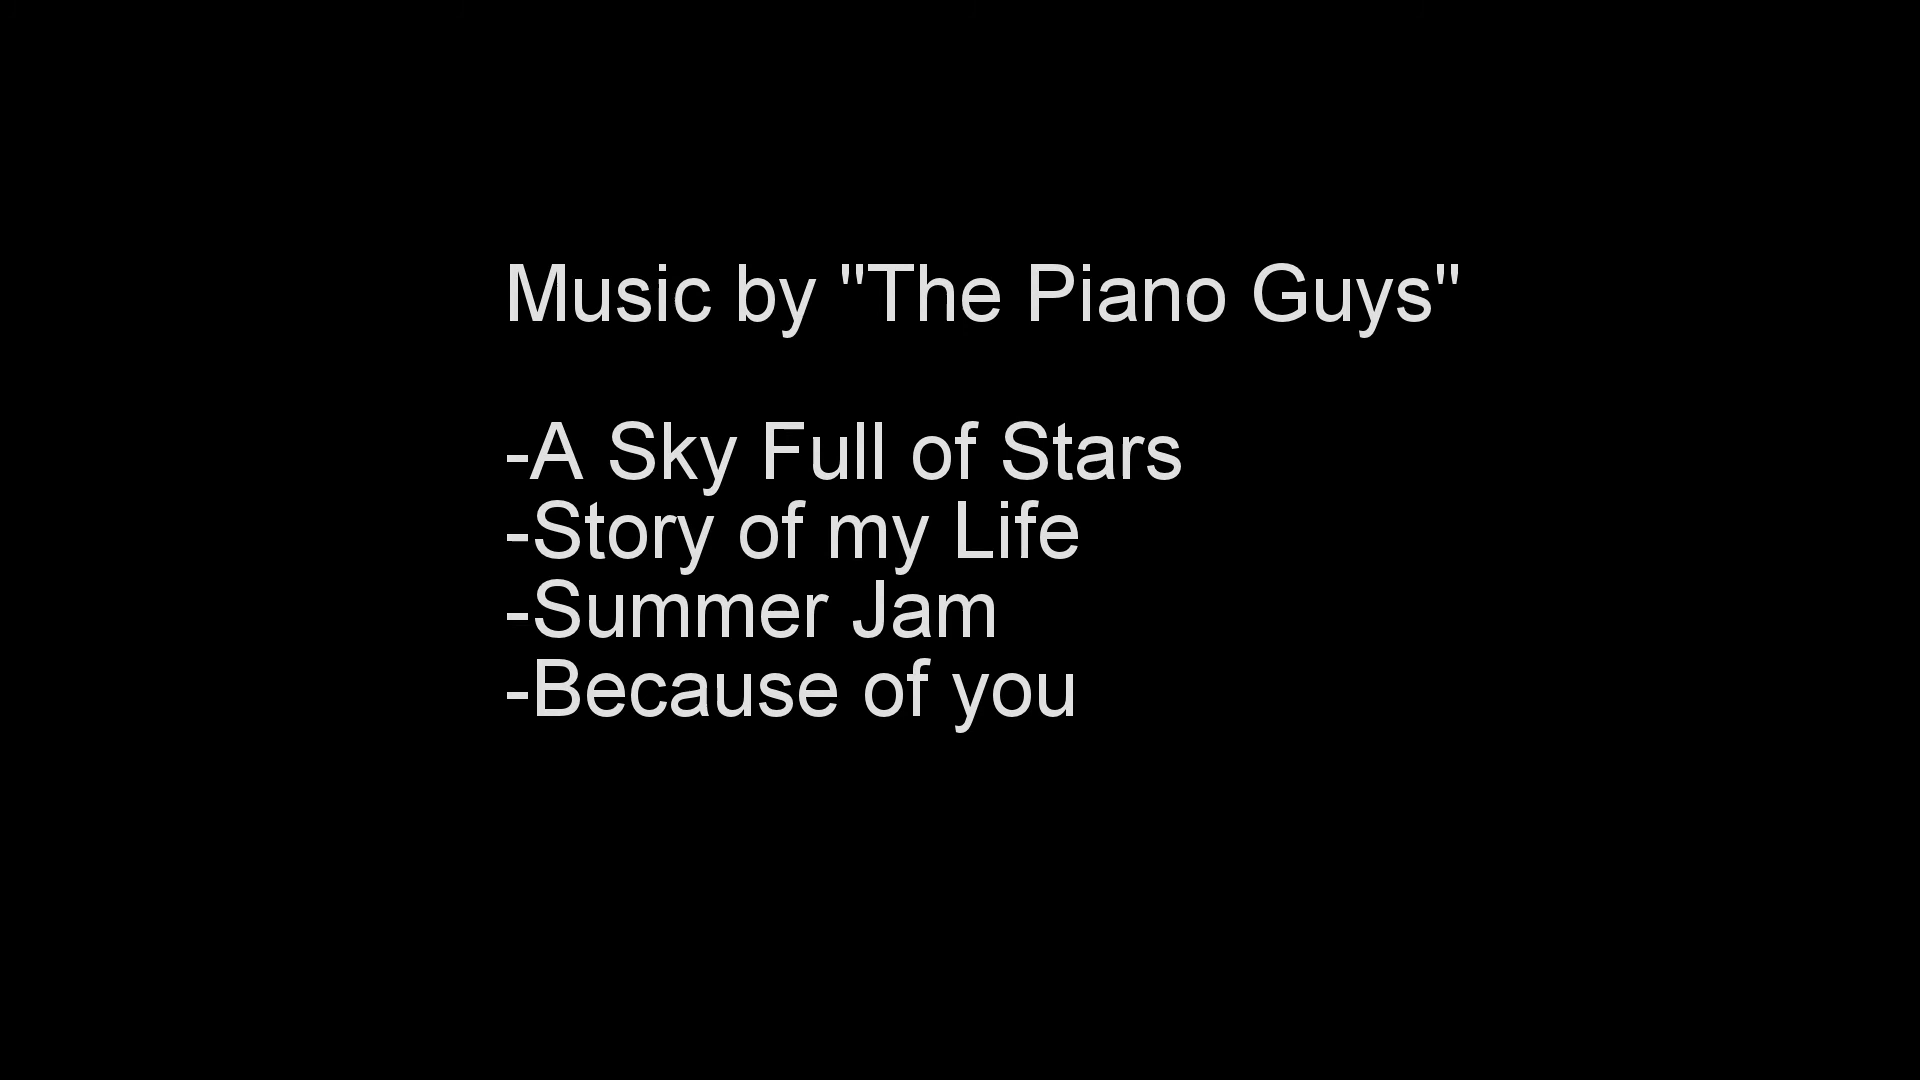 Music by "The Piano Guys"
-A Sky Full of Stars
-Story of my Life
-Summer Jam
-Because of you